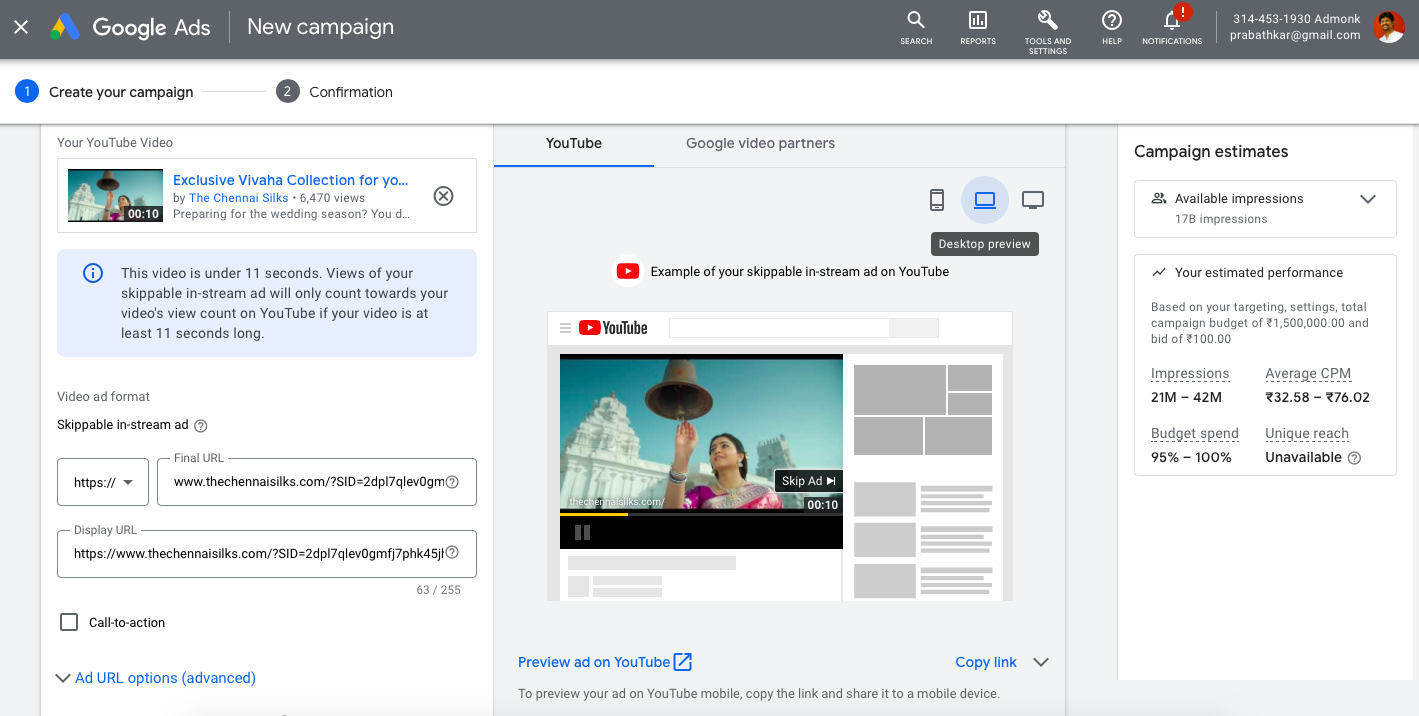 Google Ads
New campaign
SEARCH
REPORTS
TOOLS AND
SETTINGS
HELP
!
NOTIFICATIONS
314-453-1930 Admonk
prabathkar@gmail.com
1 Create your campaign
2 Confirmation
Your YouTube Video
Exclusive Vivaha Collection for yo...
by The Chennai Silks • 6,470 views
Preparing for the wedding season? You d...
00:10
This video is under 11 seconds. Views of your
skippable in-stream ad will only count towards your
video's view count on YouTube if your video is at
least 11 seconds long.
Video ad format
Skippable in-stream ad
https://
Final URL
www.thechennaisilks.com/?SID=2dpl7qlev0gm
Display URL
https://www.thechennaisilks.com/?SID=2dpl7qlev0gmfj7phk45jl
63 / 255
Call-to-action
Ad URL options (advanced)
YouTube
Google video partners
Desktop preview
Example of your skippable in-stream ad on YouTube
YouTube
Skip Ad
thechennaisilks.com/
00:10
Preview ad on YouTube
Copy link
To preview your ad on YouTube mobile, copy the link and share it to a mobile device.
Campaign estimates
Available impressions
17B impressions
Your estimated performance
Based on your targeting, settings, total
campaign budget of ₹1,500,000.00 and
bid of ₹100.00
Impressions
Average CPM
21M – 42M
₹32.58 – ₹76.02
Budget spend
Unique reach
95% – 100%
Unavailable